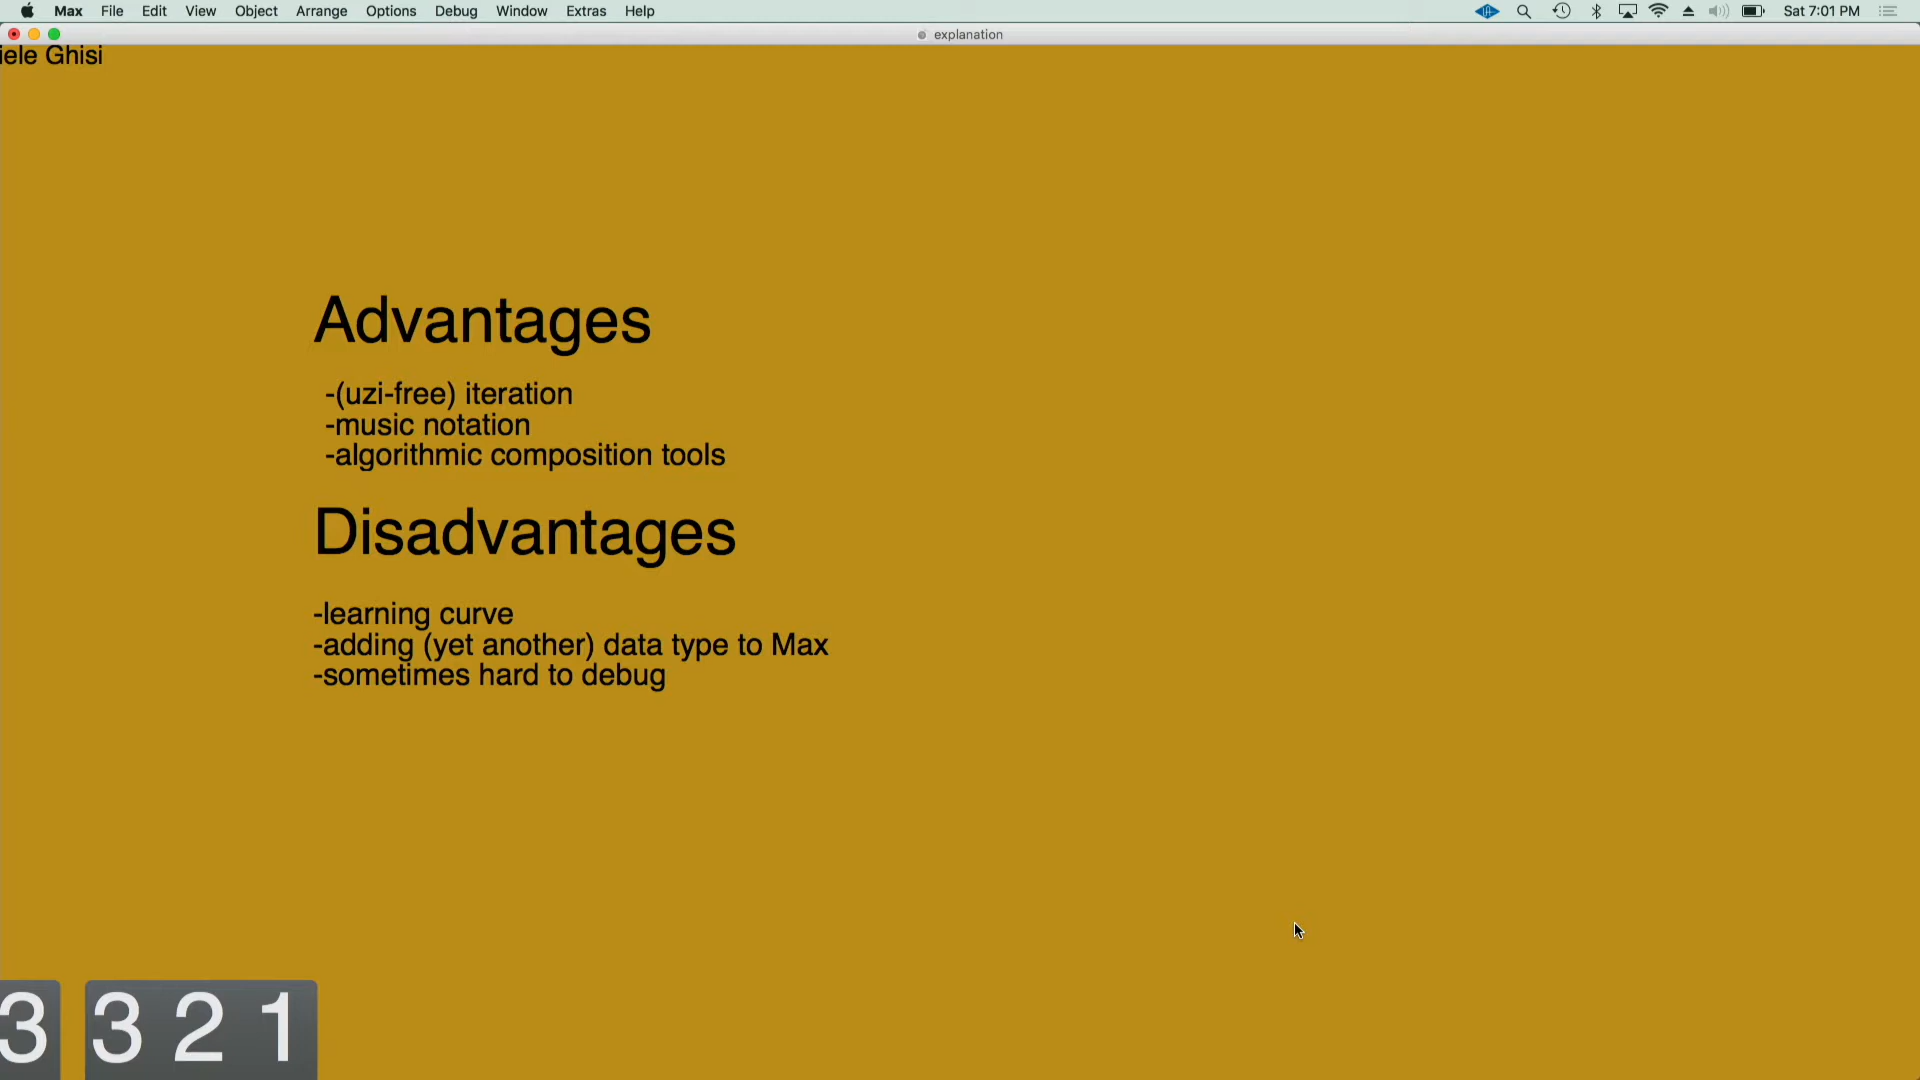 Max File Edit View Object Arrange Options Debug Window Extras Help Sat 7:01 PM
explanation
iele Ghisi
Advantages
-(uzi-free) iteration
-music notation
-algorithmic composition tools
Disadvantages
-learning curve
-adding (yet another) data type to Max
-sometimes hard to debug
3 3 2 1